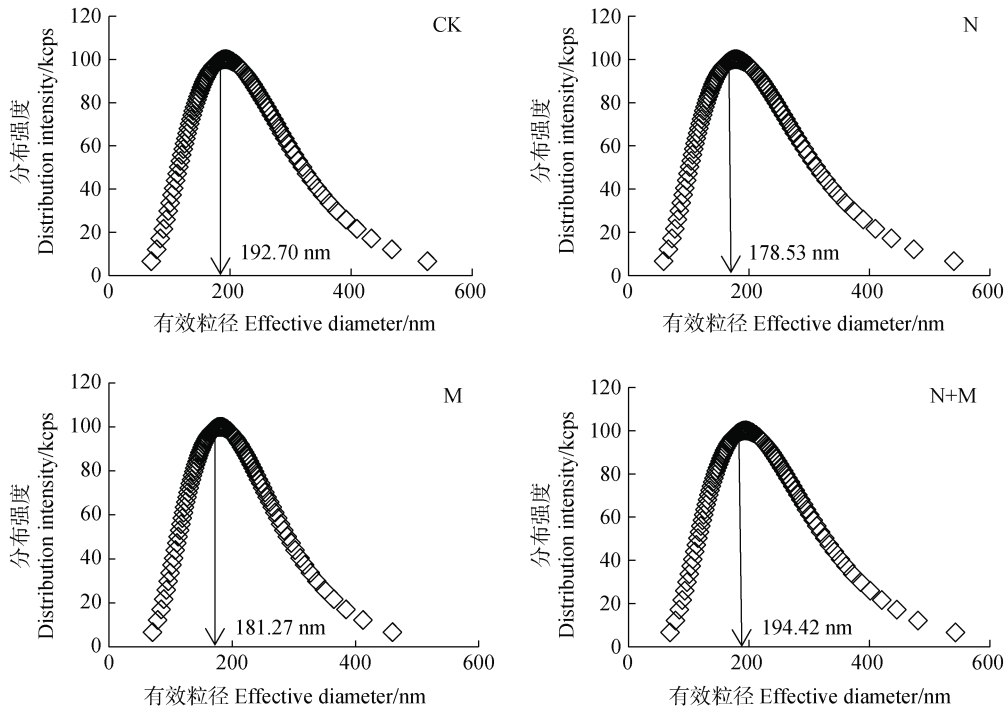 CK
分布强度
Distribution intensity/kcps
120
100
80
60
40
20
0
192.70 nm
0
200
400
600
有效粒径 Effective diameter/nm
N
分布强度
Distribution intensity/kcps
120
100
80
60
40
20
0
178.53 nm
0
200
400
600
有效粒径 Effective diameter/nm
M
分布强度
Distribution intensity/kcps
120
100
80
60
40
20
0
181.27 nm
0
200
400
600
有效粒径 Effective diameter/nm
N+M
分布强度
Distribution intensity/kcps
120
100
80
60
40
20
0
194.42 nm
0
200
400
600
有效粒径 Effective diameter/nm